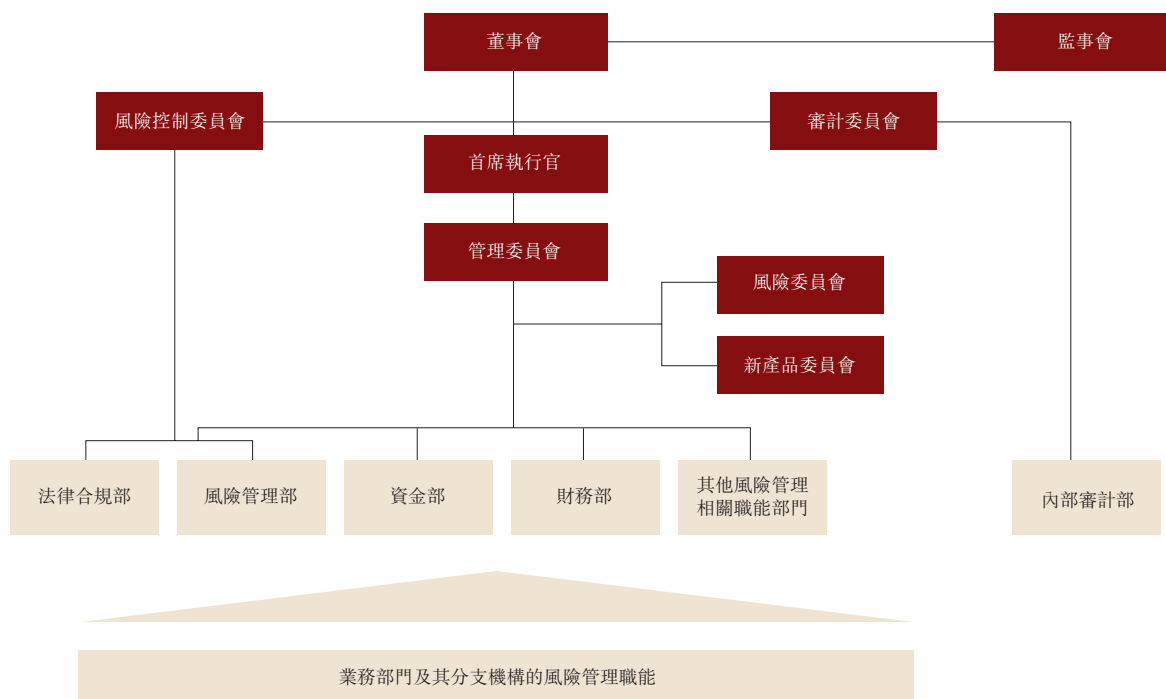 董事會
監事會
風險控制委員會
審計委員會
首席執行官
管理委員會
風險委員會
新產品委員會
法律合規部
風險管理部
資金部
財務部
其他風險管理
相關職能部門
內部審計部
業務部門及其分支機構的風險管理職能